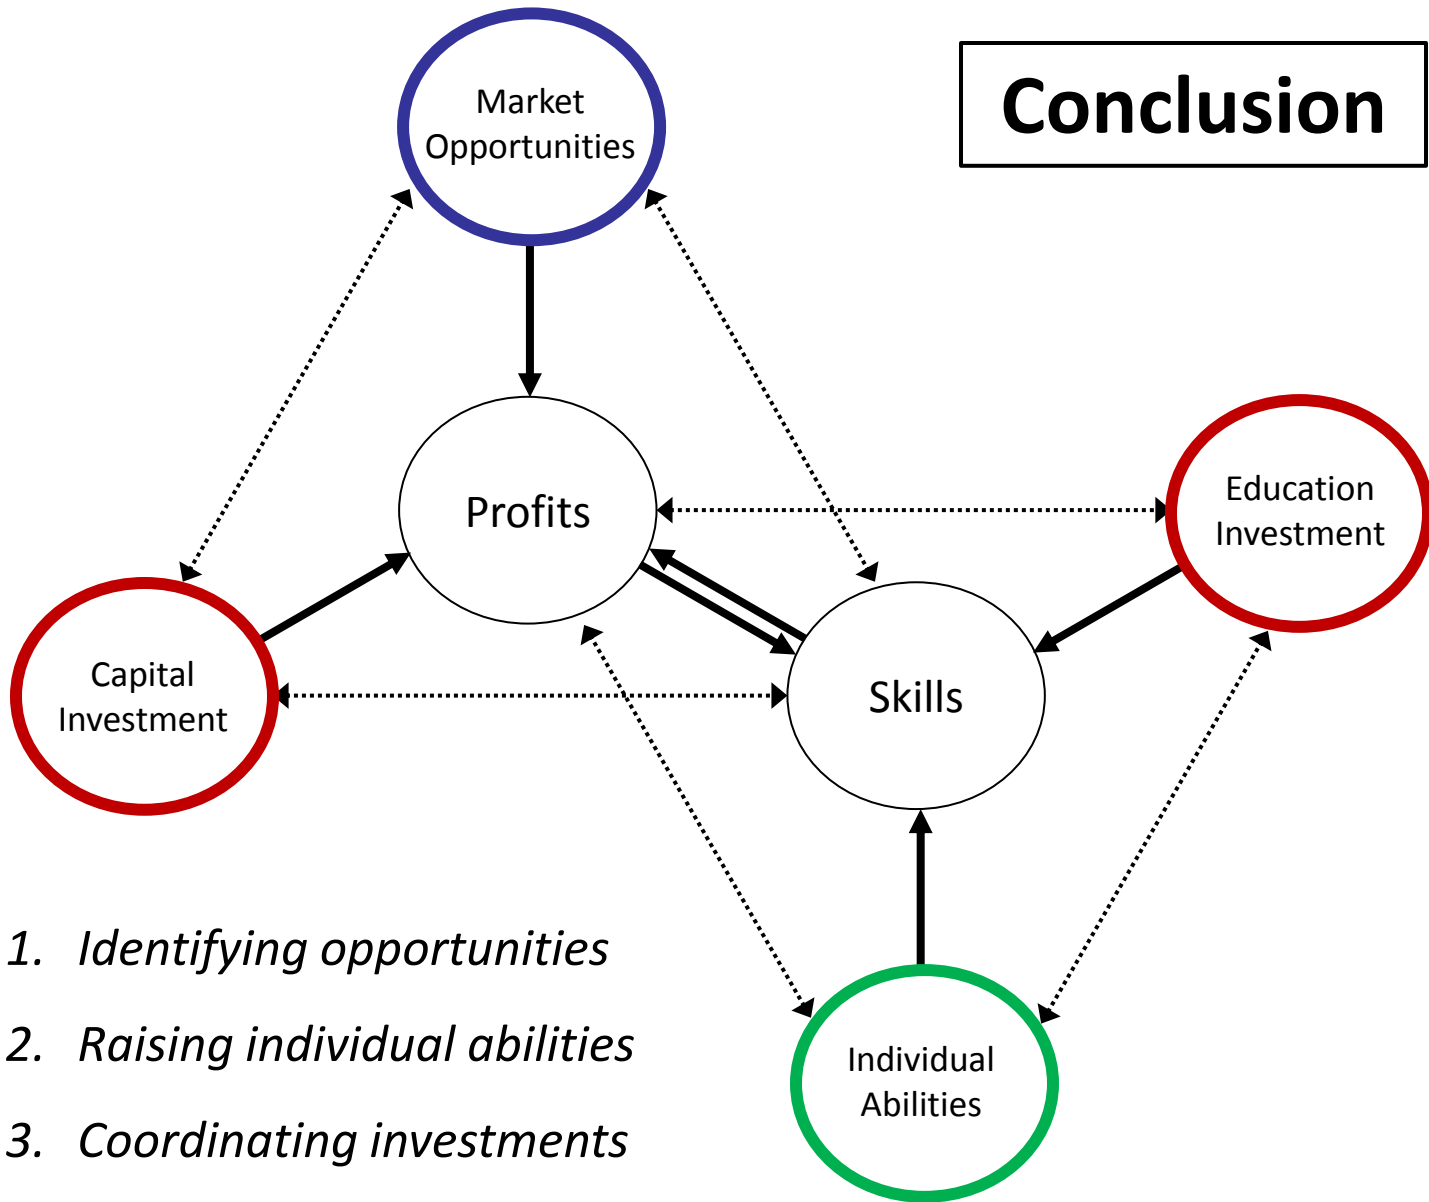 Conclusion
Market
Opportunities
Profits
Education
Investment
Capital
Investment
Skills
Individual
Abilities
1. Identifying opportunities
2. Raising individual abilities
3. Coordinating investments